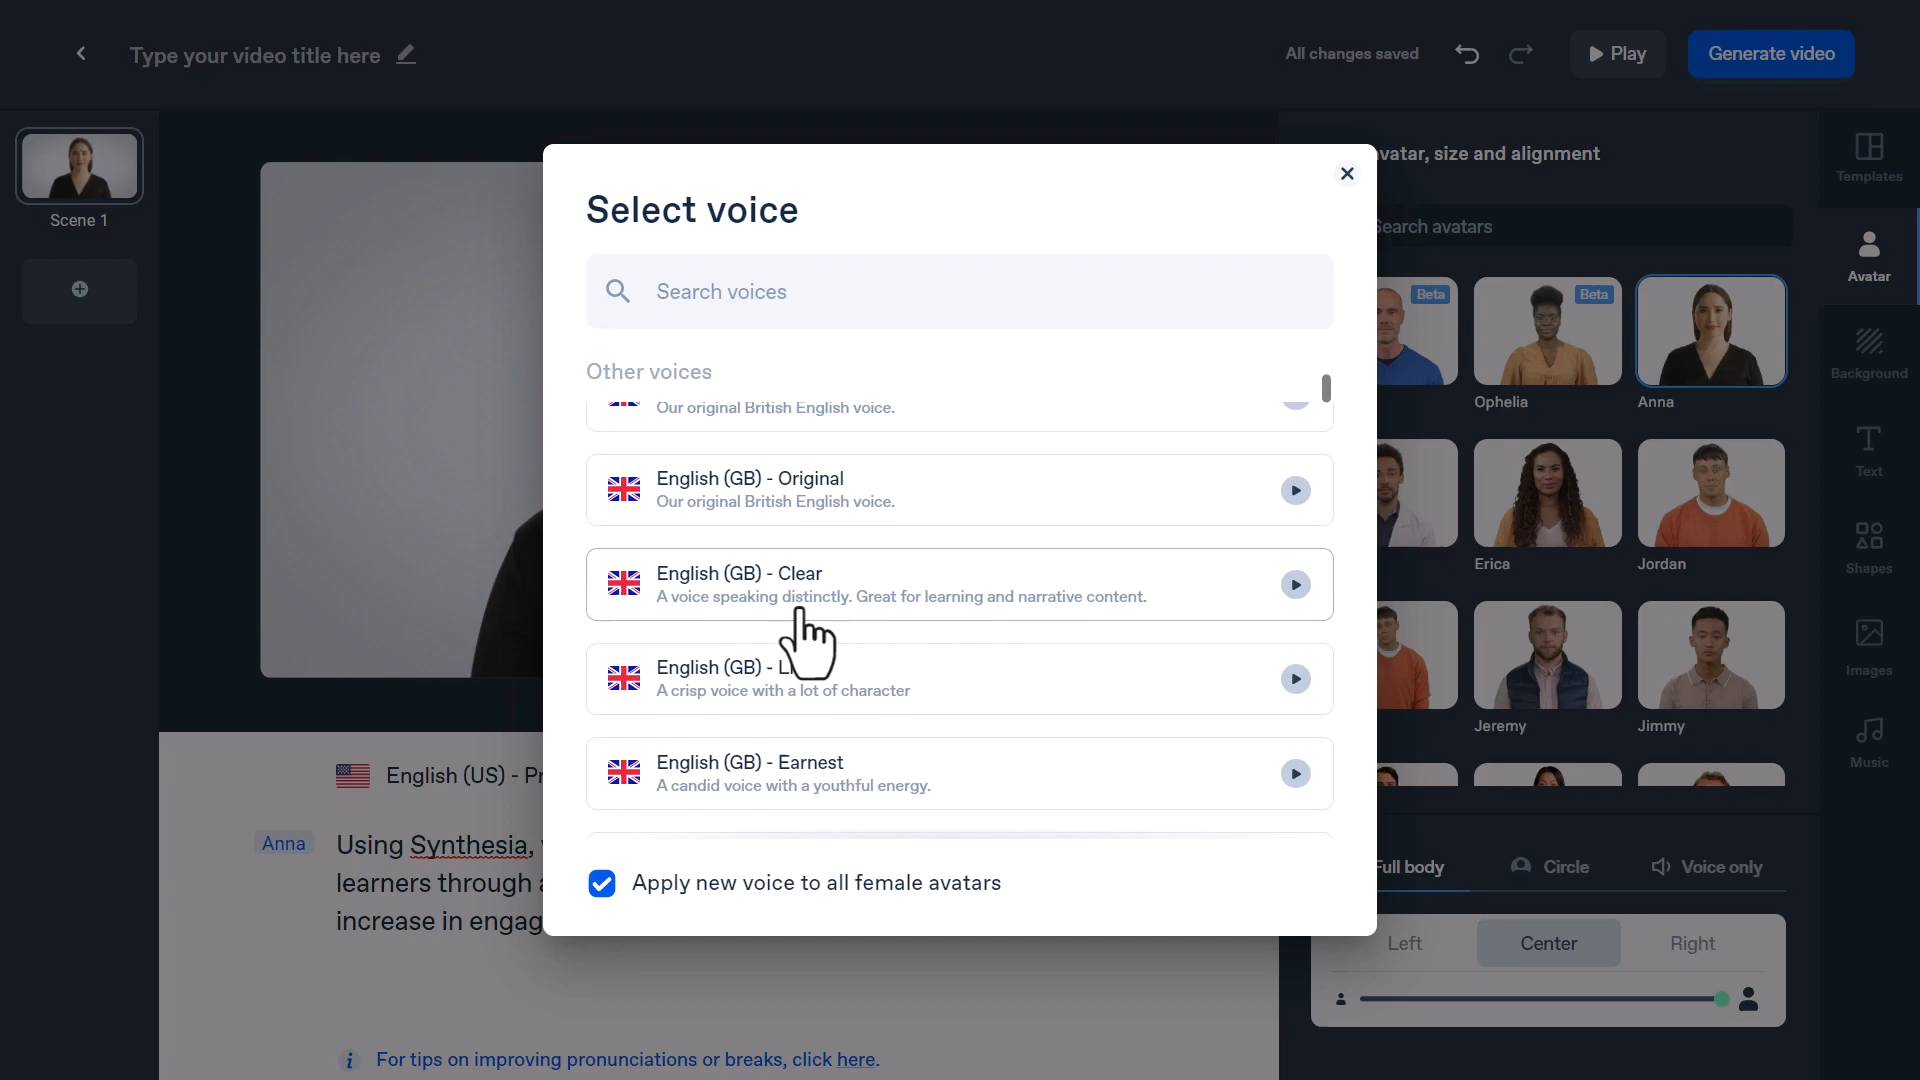 Type your video title here
All changes saved
Play
Generate video
Scene 1
Select voice
Search voices
Other voices
Our original British English voice.
English (GB) - Original
Our original British English voice.
English (GB) - Clear
A voice speaking distinctly. Great for learning and narrative content.
English (GB) -
A crisp voice with a lot of character
English (GB) - Earnest
A candid voice with a youthful energy.
Apply new voice to all female avatars
English (US) -
Anna
Using Synthesia,
learners through
increase in
For tips on improving pronunciations or breaks, click here.
avatar, size and alignment
Search avatars
Beta
Beta
Ophelia
Anna
Erica
Jordan
Jeremy
Jimmy
Full body
Circle
Voice only
Left
Center
Right
Templates
Avatar
Background
Text
Shapes
Images
Music